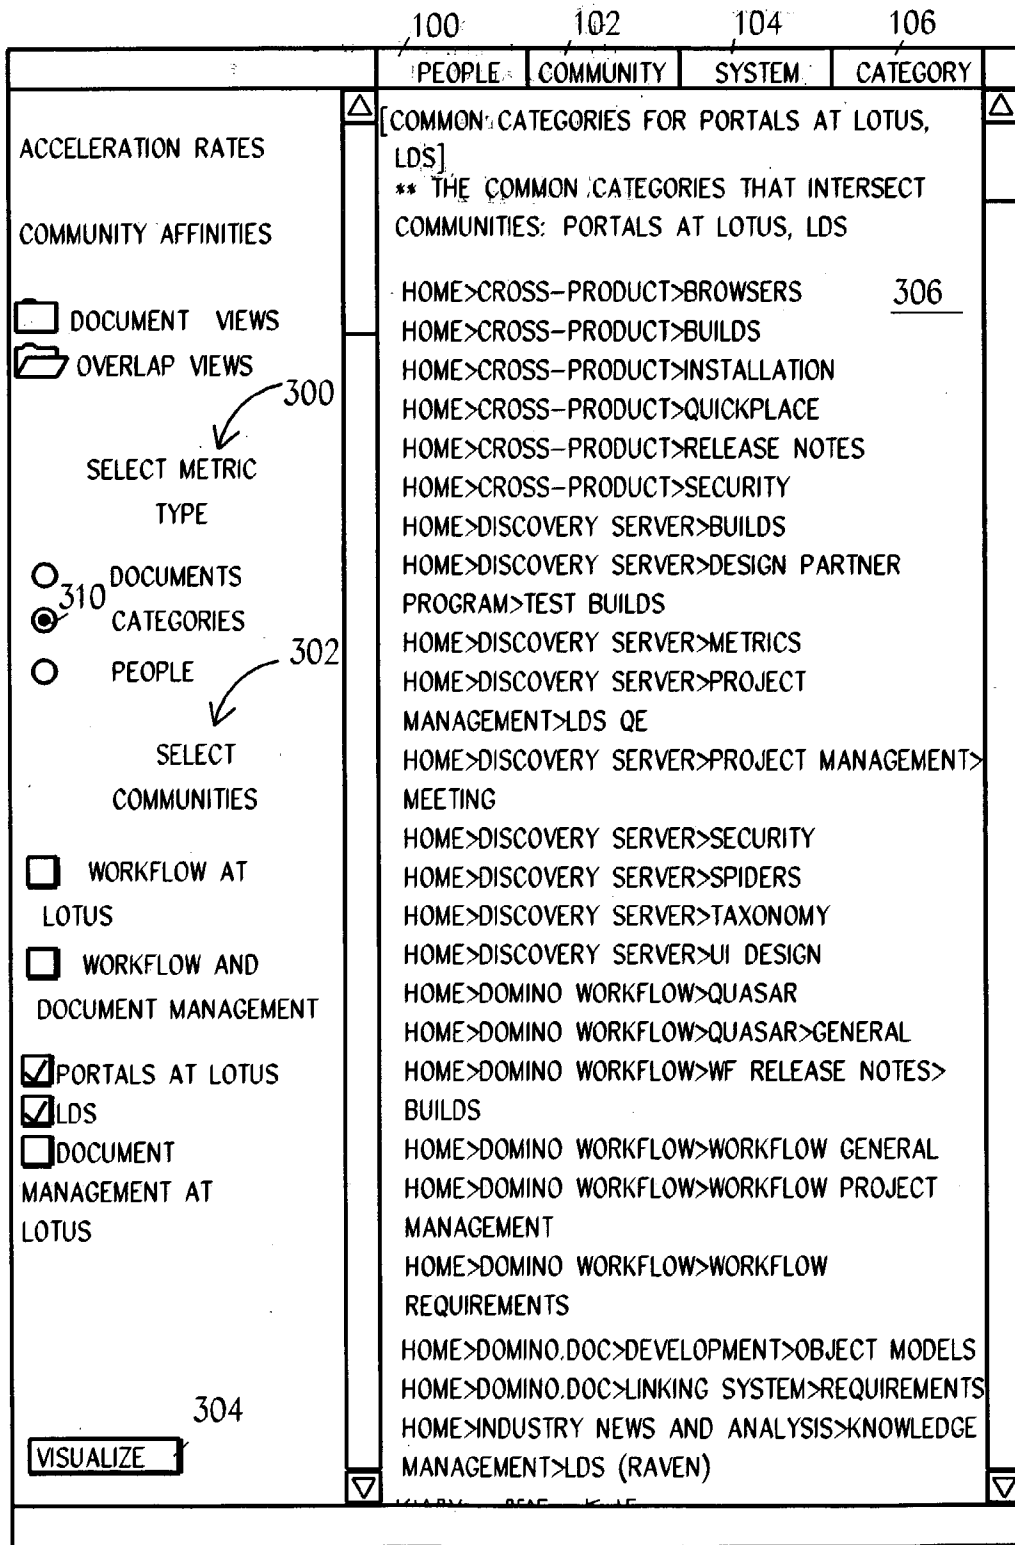 100 102 104 106
PEOPLE COMMUNITY SYSTEM CATEGORY
ACCELERATION RATES
COMMUNITY AFFINITIES
DOCUMENT VIEWS
OVERLAP VIEWS
300
SELECT METRIC
TYPE
DOCUMENTS
310
CATEGORIES
302
PEOPLE
SELECT
COMMUNITIES
WORKFLOW AT
LOTUS
WORKFLOW AND
DOCUMENT MANAGEMENT
PORTALS AT LOTUS
LDS
DOCUMENT
MANAGEMENT AT
LOTUS
304
VISUALIZE
[COMMON CATEGORIES FOR PORTALS AT LOTUS,
LDS]
** THE COMMON CATEGORIES THAT INTERSECT
COMMUNITIES: PORTALS AT LOTUS, LDS
306
HOME>CROSS-PRODUCT>BROWSERS
HOME>CROSS-PRODUCT>BUILDS
HOME>CROSS-PRODUCT>INSTALLATION
HOME>CROSS-PRODUCT>QUICKPLACE
HOME>CROSS-PRODUCT>RELEASE NOTES
HOME>CROSS-PRODUCT>SECURITY
HOME>DISCOVERY SERVER>BUILDS
HOME>DISCOVERY SERVER>DESIGN PARTNER
PROGRAM>TEST BUILDS
HOME>DISCOVERY SERVER>METRICS
HOME>DISCOVERY SERVER>PROJECT
MANAGEMENT>LDS QE
HOME>DISCOVERY SERVER>PROJECT MANAGEMENT>
MEETING
HOME>DISCOVERY SERVER>SECURITY
HOME>DISCOVERY SERVER>SPIDERS
HOME>DISCOVERY SERVER>TAXONOMY
HOME>DISCOVERY SERVER>UI DESIGN
HOME>DOMINO WORKFLOW>QUASAR
HOME>DOMINO WORKFLOW>QUASAR>GENERAL
HOME>DOMINO WORKFLOW>WF RELEASE NOTES>
BUILDS
HOME>DOMINO WORKFLOW>WORKFLOW GENERAL
HOME>DOMINO WORKFLOW>WORKFLOW PROJECT
MANAGEMENT
HOME>DOMINO WORKFLOW>WORKFLOW
REQUIREMENTS
HOME>DOMINO.DOC>DEVELOPMENT>OBJECT MODELS
HOME>DOMINO.DOC>LINKING SYSTEM>REQUIREMENTS
HOME>INDUSTRY NEWS AND ANALYSIS>KNOWLEDGE
MANAGEMENT>LDS (RAVEN)